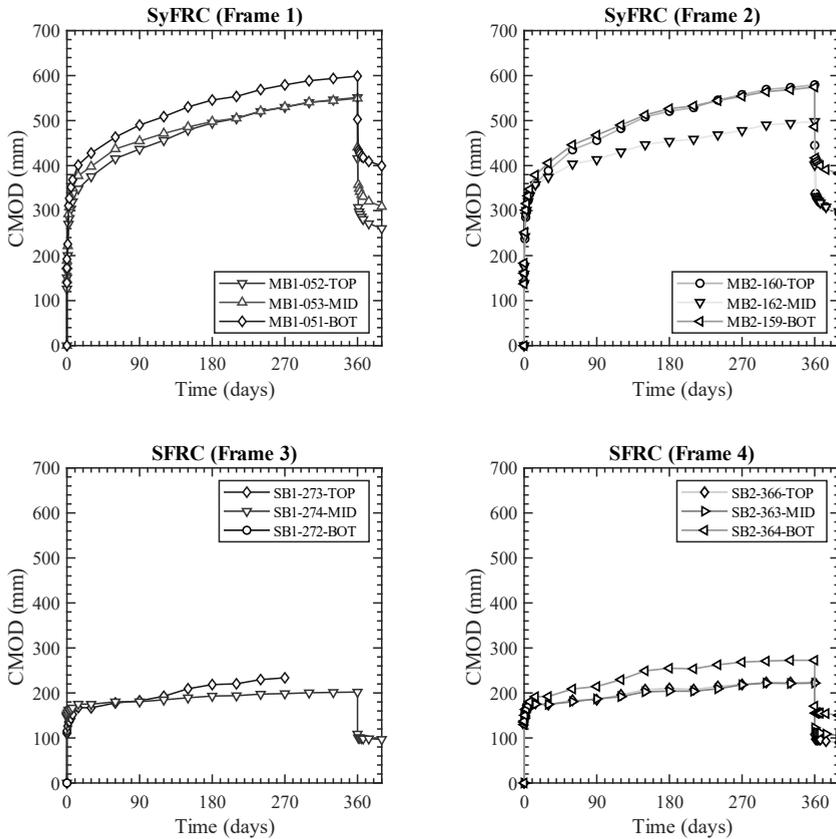 SyFRC (Frame 1)
700
600
500
400
300
200
100
0
CMOD (mm)
MB1-052-TOP
MB1-053-MID
MB1-051-BOT
0 90 180 270 360
Time (days)
SyFRC (Frame 2)
700
600
500
400
300
200
100
0
CMOD (mm)
MB2-160-TOP
MB2-162-MID
MB2-159-BOT
0 90 180 270 360
Time (days)
SFRC (Frame 3)
700
600
500
400
300
200
100
0
CMOD (mm)
SB1-273-TOP
SB1-274-MID
SB1-272-BOT
0 90 180 270 360
Time (days)
SFRC (Frame 4)
700
600
500
400
300
200
100
0
CMOD (mm)
SB2-366-TOP
SB2-363-MID
SB2-364-BOT
0 90 180 270 360
Time (days)